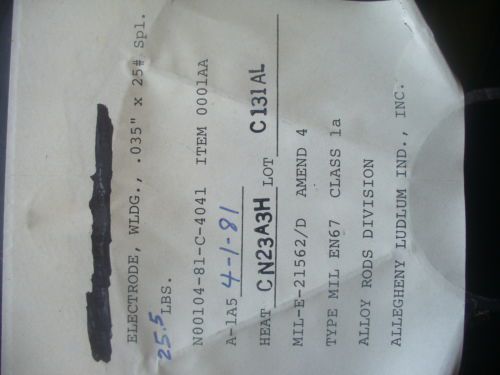 ELECTRODE, WLDG., .035" x 25# Spl.
25.5 LBS.
N00104-81-C-4041 ITEM 0001AA
A-1A5 4-1-81
HEAT CN23A3H LOT C131AL
MIL-E-21562/D AMEND 4
TYPE MIL EN67 CLASS 1a
ALLOY RODS DIVISION
ALLEGHENY LUDLUM IND., INC.